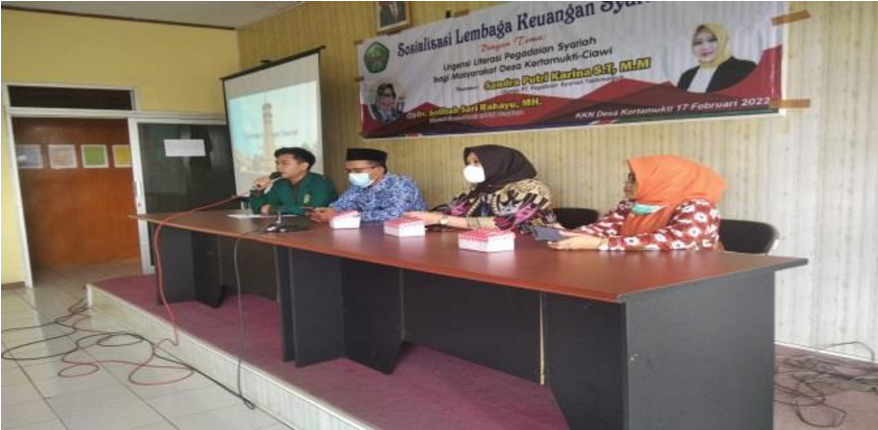 Sosialisasi Lembaga Keuangan Syari
Dengan Tema:
Urgensi Literasi Pegadaian Syariah
bagi Masyarakat Desa Kertamukti-Ciawi
Sandra Putri Karina S.T, M.M
Dr. Solihah Sari Rahayu, MH.
KKN Desa Kertamukti 17 Februari 2022